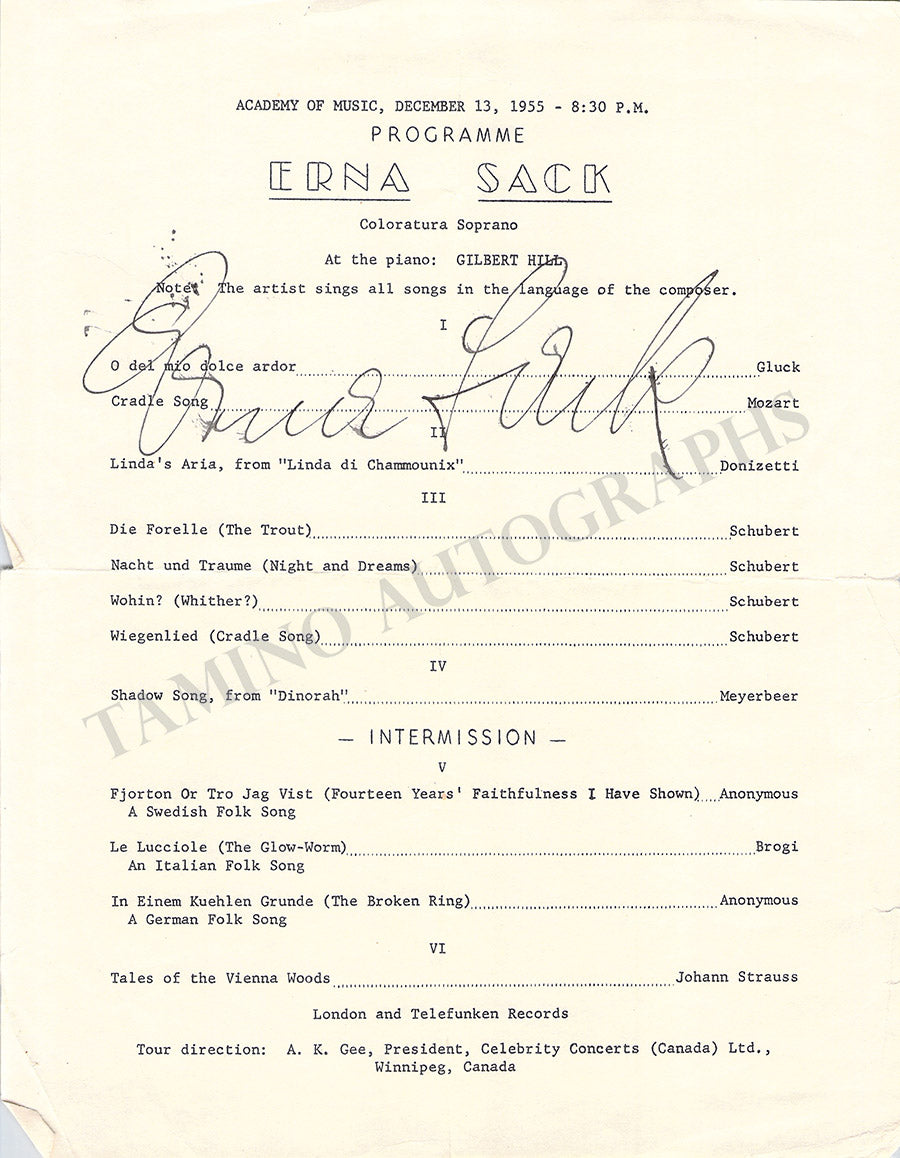 ACADEMY OF MUSIC, DECEMBER 13, 1955 - 8:30 P.M.
PROGRAMME
ERNA SACK
Coloratura Soprano
At the piano: GILBERT HILL
Note: The artist sings all songs in the language of the composer.
Erna Sack
I
O del mio dolce ardor Gluck
Cradle Song Mozart
II
Linda's Aria, from "Linda di Chammounix" Donizetti
III
Die Forelle (The Trout) Schubert
Nacht und Traume (Night and Dreams) Schubert
Wohin? (Whither?) Schubert
Wiegenlied (Cradle Song) Schubert
IV
Shadow Song, from "Dinorah" Meyerbeer
— INTERMISSION —
V
Fjorton Or Tro Jag Vist (Fourteen Years' Faithfulness I Have Shown) Anonymous
A Swedish Folk Song
Le Lucciole (The Glow-Worm) Brogi
An Italian Folk Song
In Einem Kuehlen Grunde (The Broken Ring) Anonymous
A German Folk Song
VI
Tales of the Vienna Woods Johann Strauss
London and Telefunken Records
Tour direction: A. K. Gee, President, Celebrity Concerts (Canada) Ltd.,
Winnipeg, Canada
TAMINO AUTOGRAPHS